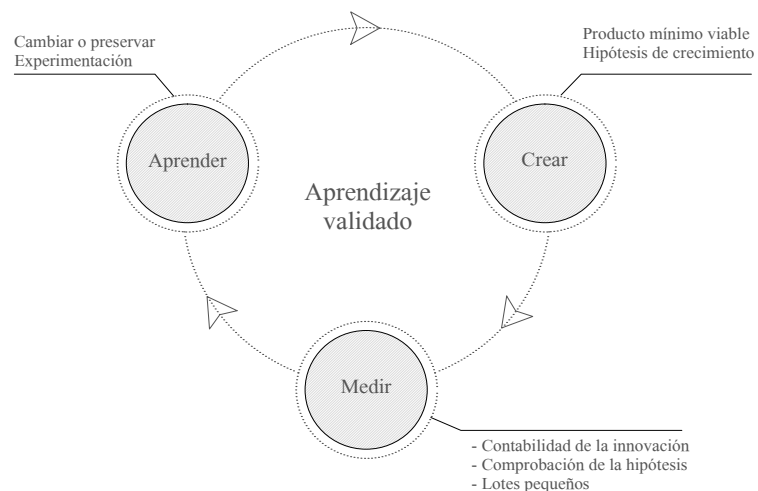 Cambiar o preservar
Experimentación
Producto mínimo viable
Hipótesis de crecimiento
Aprender
Crear
Aprendizaje
validado
Medir
- Contabilidad de la innovación
- Comprobación de la hipótesis
- Lotes pequeños